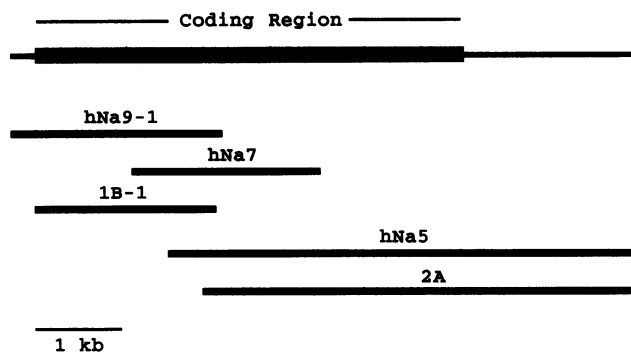 Coding Region
hNa9-1
hNa7
1B-1
hNa5
2A
1 kb